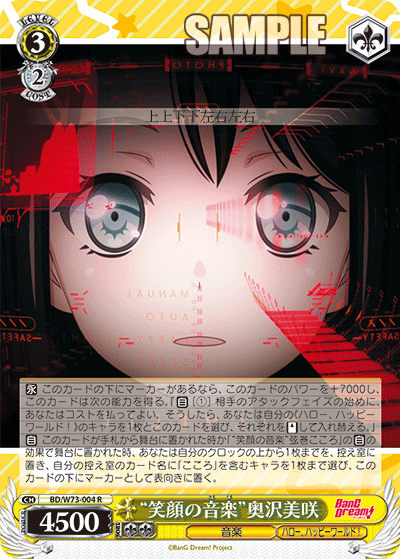 LEVEL
3
SAMPLE
2
COST
PHOTO
NAVI
上上下下左右左右
MANUAL
AUTO
SAFETY
永 このカードの下にマーカーがあるなら、このカードのパワーを+7000し、
このカードは次の能力を得る。『自 [①] 相手のアタックフェイズの始めに、
あなたはコストを払ってよい。そうしたら、あなたは自分の《ハロー、ハッピー
ワールド!》のキャラを1枚とこのカードを選び、それぞれをして入れ替える。』
自 このカードが手札から舞台に置かれた時か「“笑顔の音楽”弦巻こころ」の自の
効果で舞台に置かれた時、あなたは自分のクロックの上から1枚までを、控え室に
置き、自分の控え室のカード名に「こころ」を含むキャラを1枚まで選び、この
カードの下にマーカーとして表向きに置く。
CH
BD/W73-004 R
“笑顔の音楽”奥沢美咲
BanG Dream!
4500
音楽
ハロー、ハッピーワールド!
©BanG Dream! Project